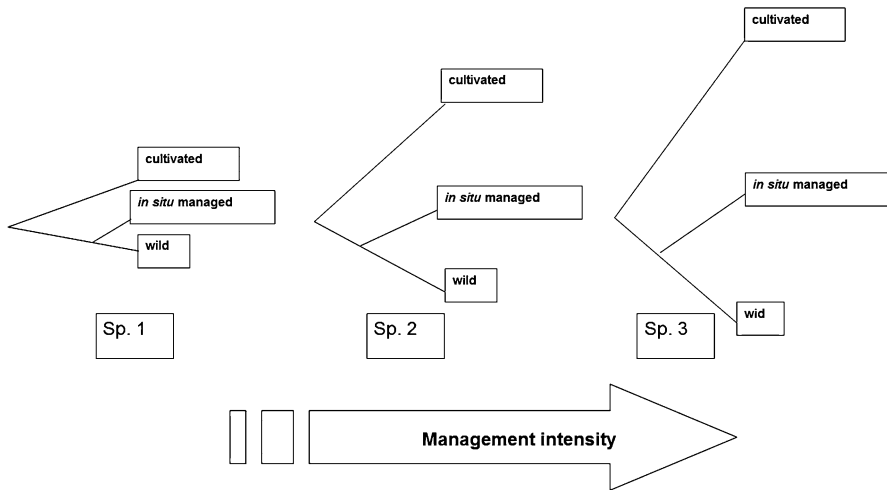 cultivated
in situ managed
wild
Sp. 1
cultivated
in situ managed
wild
Sp. 2
cultivated
in situ managed
wid
Sp. 3
Management intensity